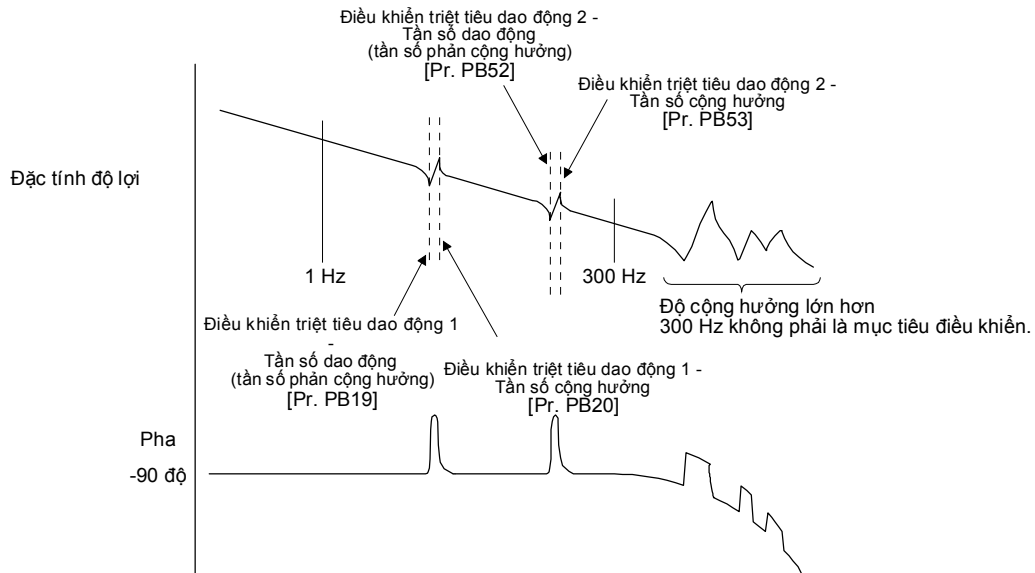 Điều khiển triệt tiêu dao động 2 -
Tần số dao động
(tần số phản cộng hưởng)
[Pr. PB52]
Điều khiển triệt tiêu dao động 2 -
Tần số cộng hưởng
[Pr. PB53]
Đặc tính độ lợi
1 Hz
300 Hz
Độ cộng hưởng lớn hơn
300 Hz không phải là mục tiêu điều khiển.
Điều khiển triệt tiêu dao động 1
-
Tần số dao động
(tần số phản cộng hưởng)
[Pr. PB19]
Điều khiển triệt tiêu dao động 1 -
Tần số cộng hưởng
[Pr. PB20]
Pha
-90 độ